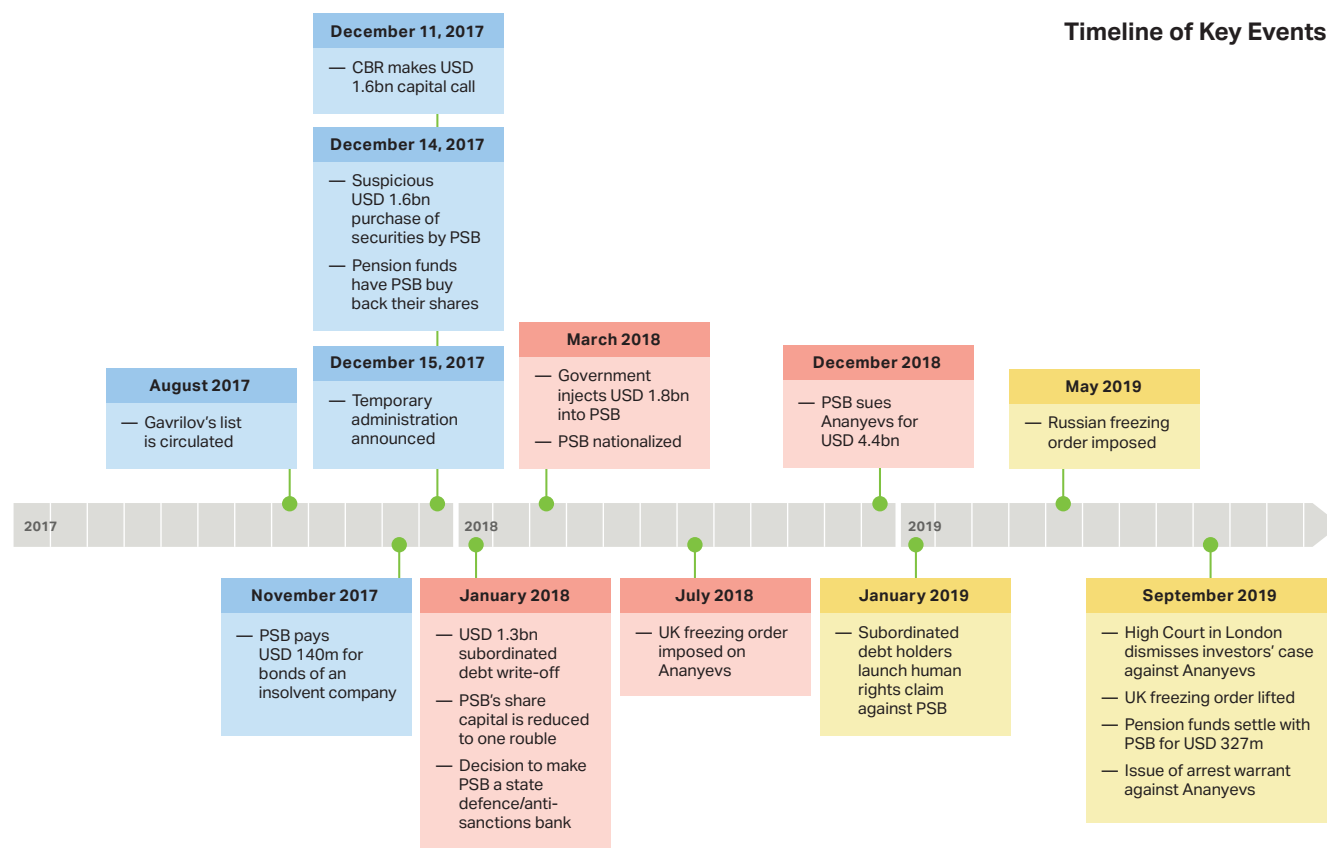 Timeline of Key Events
December 11, 2017
— CBR makes USD
1.6bn capital call
December 14, 2017
— Suspicious
USD 1.6bn
purchase of
securities by PSB
— Pension funds
have PSB buy
back their shares
December 15, 2017
— Temporary
administration
announced
August 2017
— Gavrilov’s list
is circulated
March 2018
— Government
injects USD 1.8bn
into PSB
— PSB nationalized
December 2018
— PSB sues
Ananyevs for
USD 4.4bn
May 2019
— Russian freezing
order imposed
2017
2018
2019
November 2017
— PSB pays
USD 140m for
bonds of an
insolvent company
January 2018
— USD 1.3bn
subordinated
debt write-off
— PSB’s share
capital is reduced
to one rouble
— Decision to make
PSB a state
defence/anti-
sanctions bank
July 2018
— UK freezing order
imposed on
Ananyevs
January 2019
— Subordinated
debt holders
launch human
rights claim
against PSB
September 2019
— High Court in London
dismisses investors’ case
against Ananyevs
— UK freezing order lifted
— Pension funds settle with
PSB for USD 327m
— Issue of arrest warrant
against Ananyevs